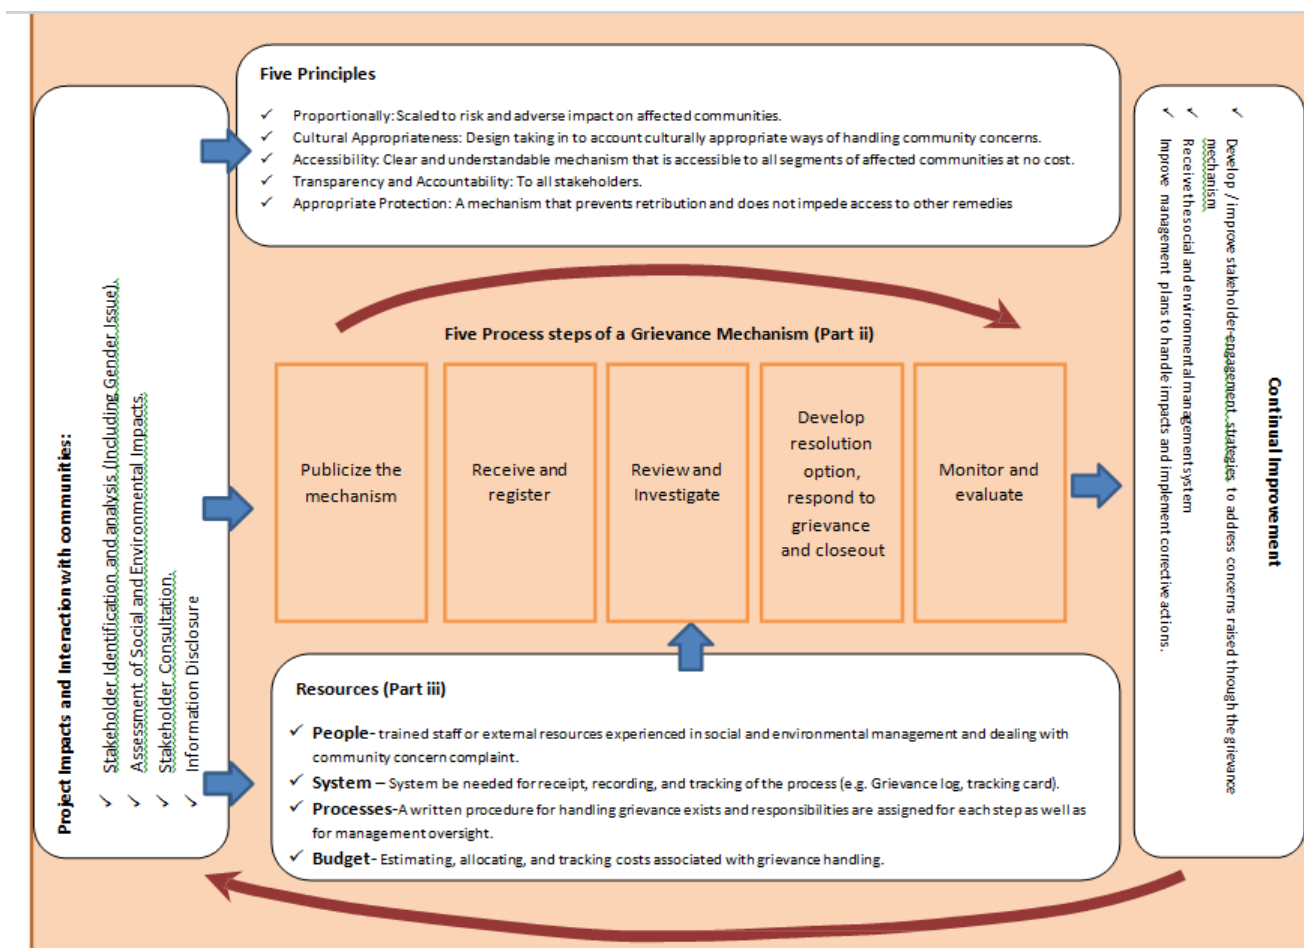 Project Impacts and Interaction with communities:
✓ Stakeholder Identification and analysis (Including Gender Issue),
✓ Assessment of Social and Environmental Impacts,
✓ Stakeholder Consultation,
✓ Information Disclosure
Five Principles
✓ Proportionally: Scaled to risk and adverse impact on affected communities.
✓ Cultural Appropriateness: Design taking in to account culturally appropriate ways of handling community concerns.
✓ Accessibility: Clear and understandable mechanism that is accessible to all segments of affected communities at no cost.
✓ Transparency and Accountability: To all stakeholders.
✓ Appropriate Protection: A mechanism that prevents retribution and does not impede access to other remedies
Five Process steps of a Grievance Mechanism (Part ii)
Publicize the
mechanism
Receive and
register
Review and
Investigate
Develop
resolution
option,
respond to
grievance
and closeout
Monitor and
evaluate
Resources (Part iii)
✓ People- trained staff or external resources experienced in social and environmental management and dealing with
community concern complaint.
✓ System – System be needed for receipt, recording, and tracking of the process (e.g. Grievance log, tracking card).
✓ Processes-A written procedure for handling grievance exists and responsibilities are assigned for each step as well as
for management oversight.
✓ Budget- Estimating, allocating, and tracking costs associated with grievance handling.
Continual Improvement
✓ Develop / improve stakeholder-engagement strategies to address concerns raised through the grievance
mechanism
✓ Receive the social and environmental management system
✓ Improve management plans to handle impacts and implement corrective actions.